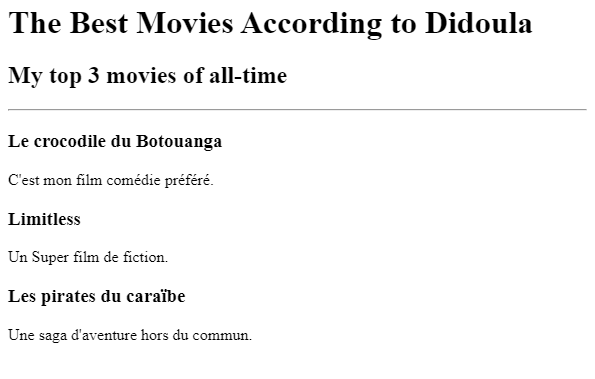 The Best Movies According to Didoula
My top 3 movies of all-time
Le crocodile du Botouanga
C'est mon film comédie préféré.
Limitless
Un Super film de fiction.
Les pirates du caraïbe
Une saga d'aventure hors du commun.